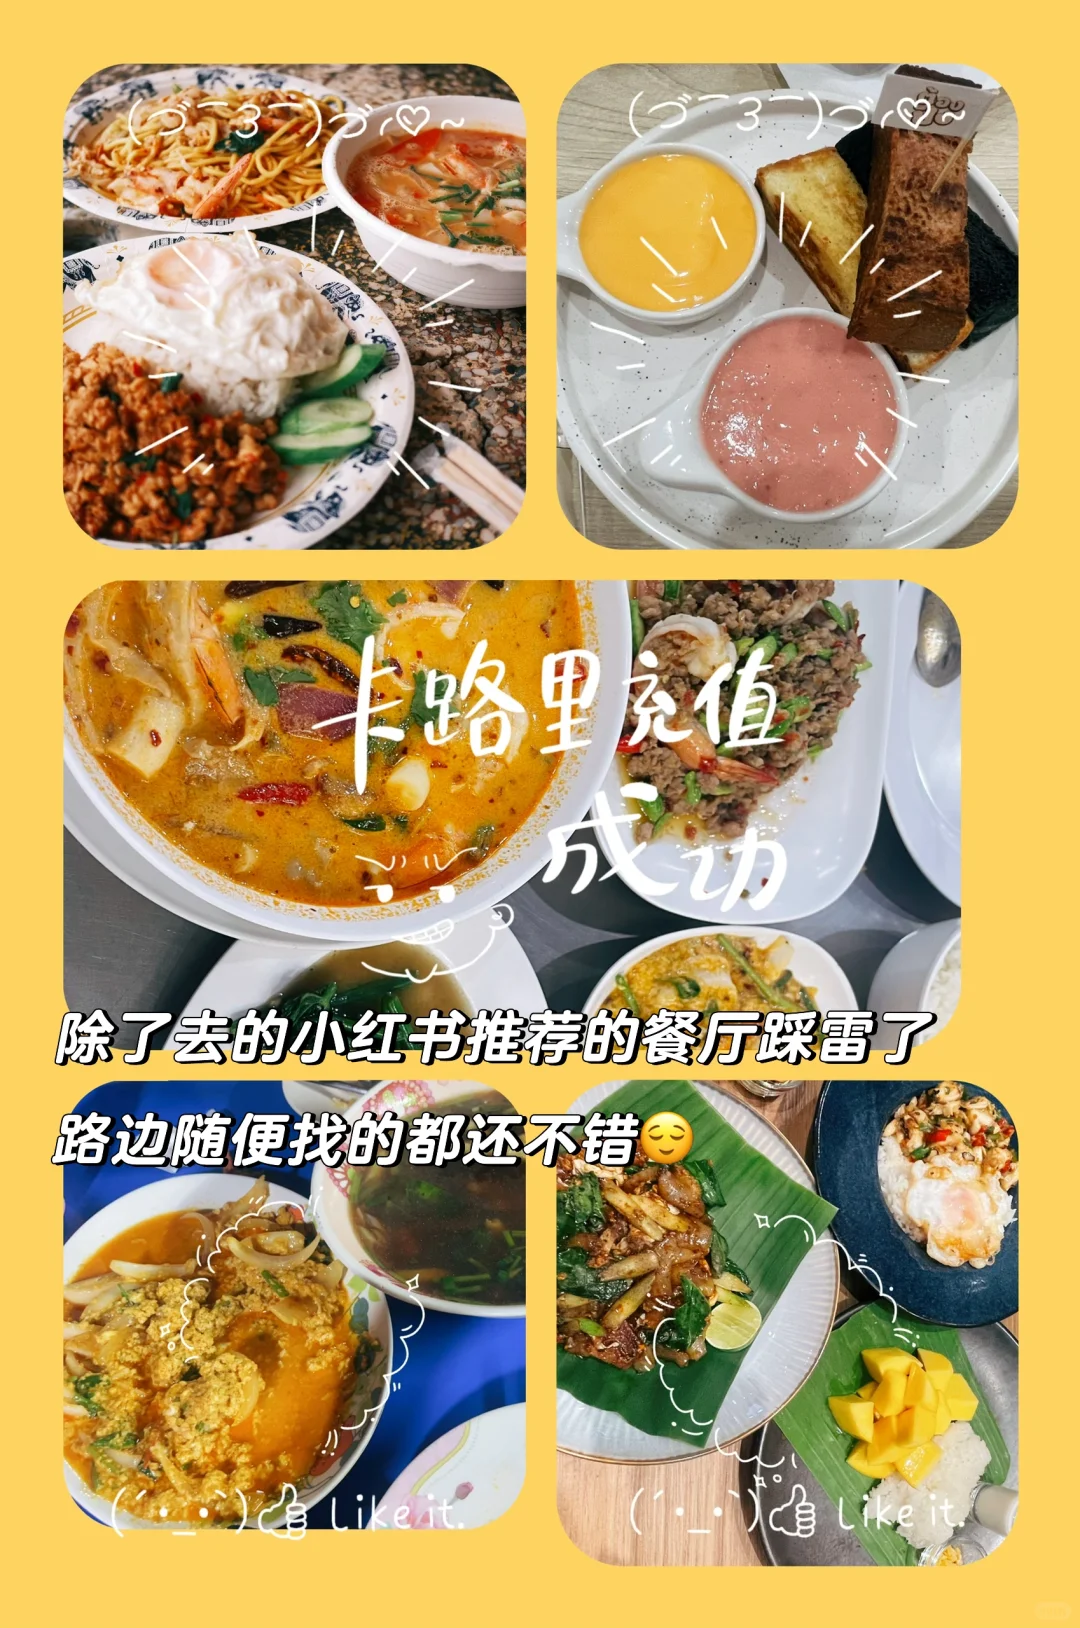 (づ ̄3 ̄)づ╭♡~
(づ ̄3 ̄)づ╭♡~
卡路里充值
成功
除了去的小红书推荐的餐厅踩雷了
路边随便找的都还不错😌
(´•_•`)👍 Like it.
(´•_•`)👍 Like it.